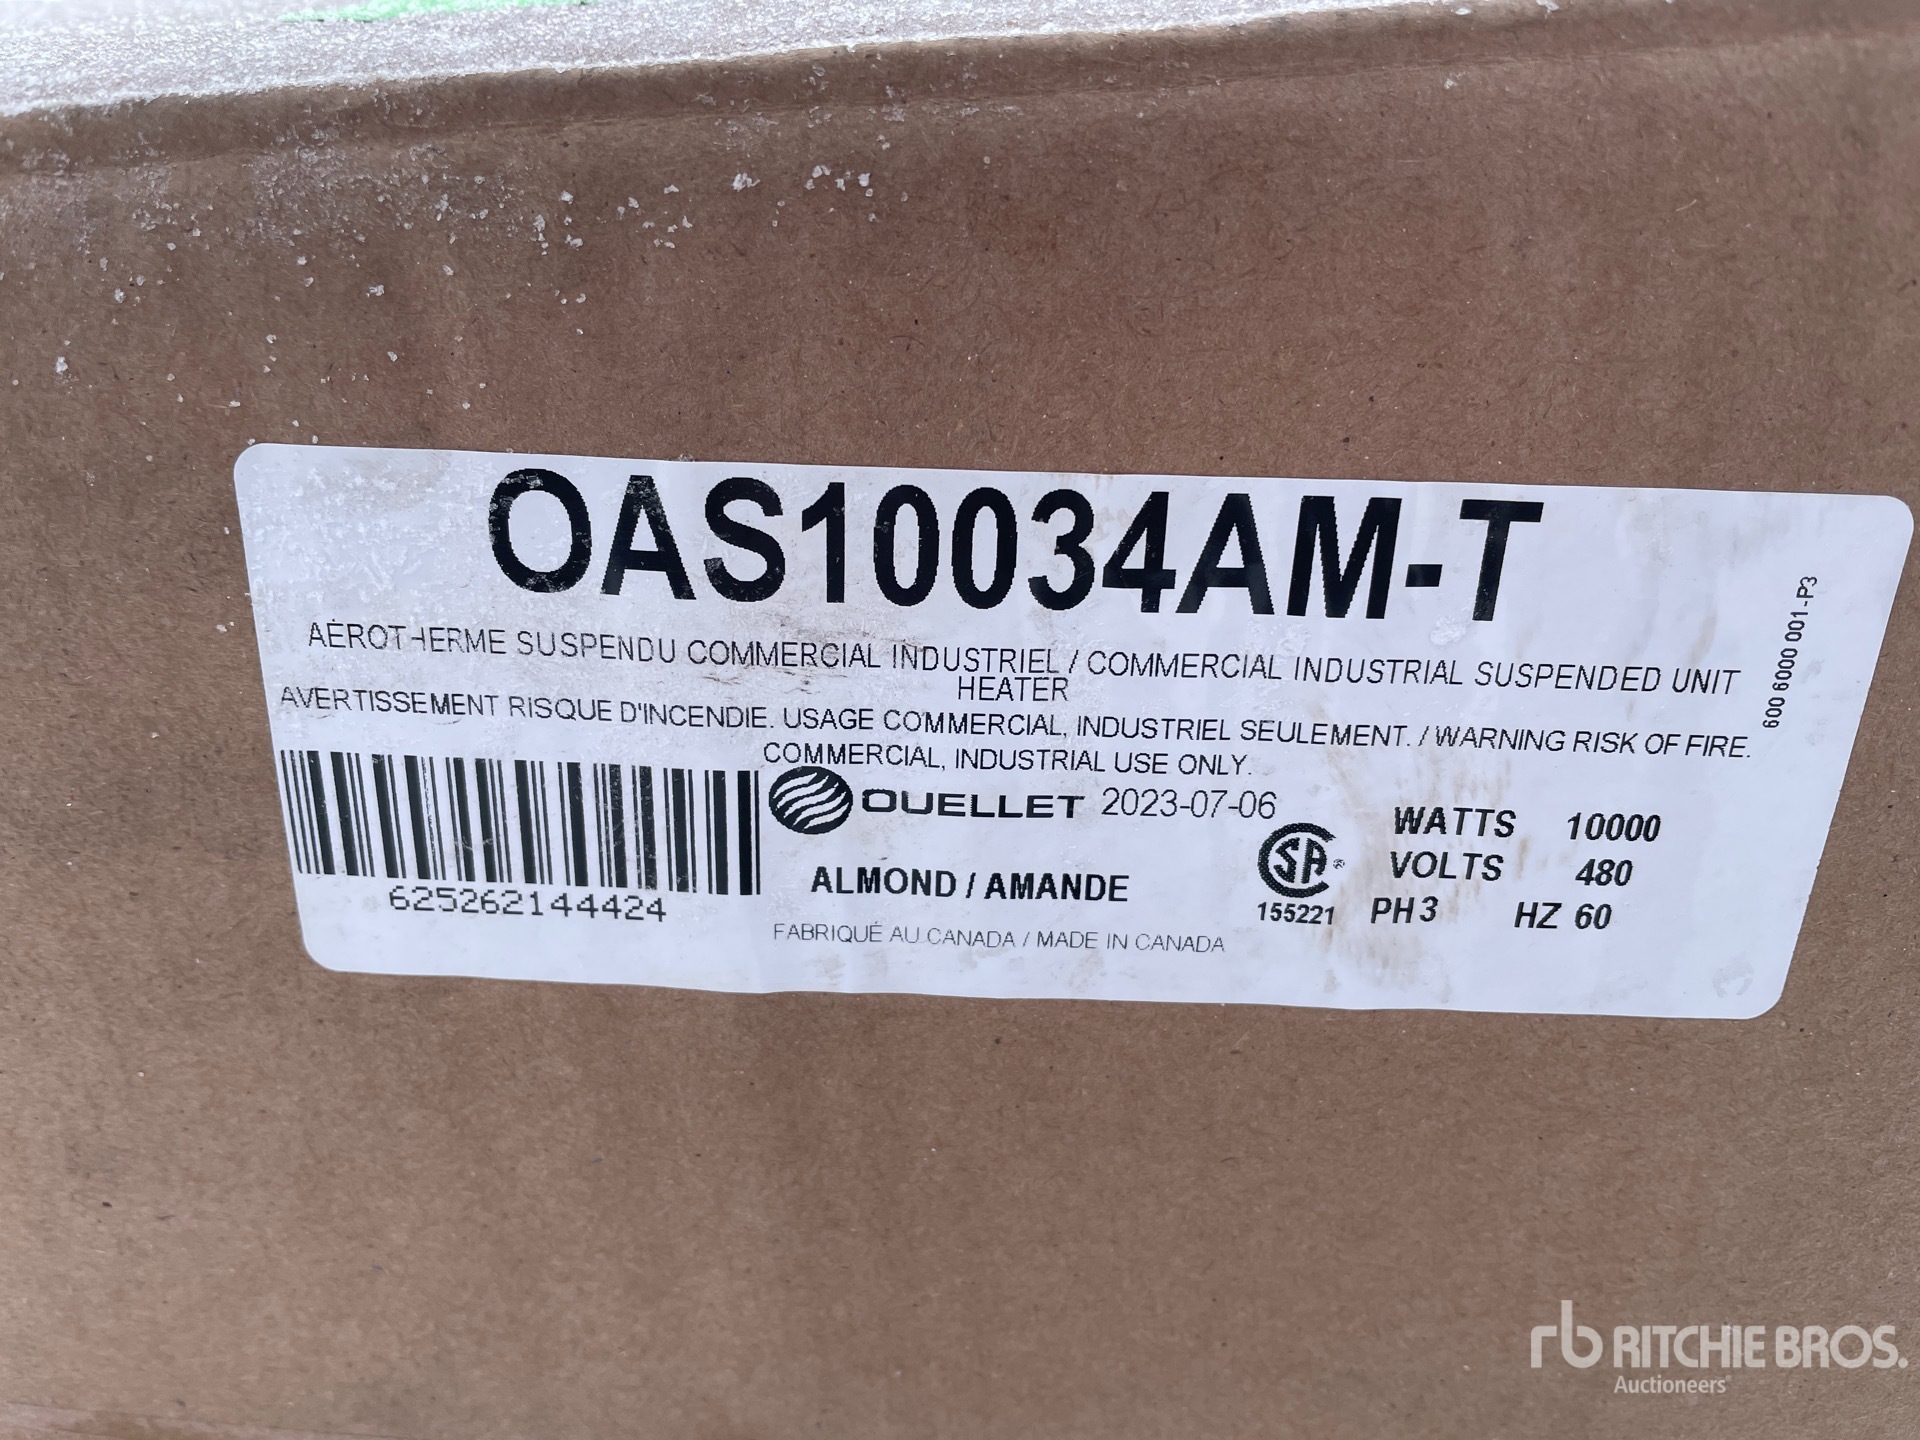 OAS10034AM-T
AÉROTHERME SUSPENDU COMMERCIAL INDUSTRIEL / COMMERCIAL INDUSTRIAL SUSPENDED UNIT
HEATER
AVERTISSEMENT RISQUE D'INCENDIE. USAGE COMMERCIAL, INDUSTRIEL SEULEMENT. / WARNING RISK OF FIRE.
COMMERCIAL, INDUSTRIAL USE ONLY.
600 6000 001-P3
OUELLET 2023-07-06
625262144424
ALMOND / AMANDE
FABRIQUÉ AU CANADA / MADE IN CANADA
CSA ®
155221
WATTS 10000
VOLTS 480
PH 3 HZ 60
rb RITCHIE BROS.
Auctioneers